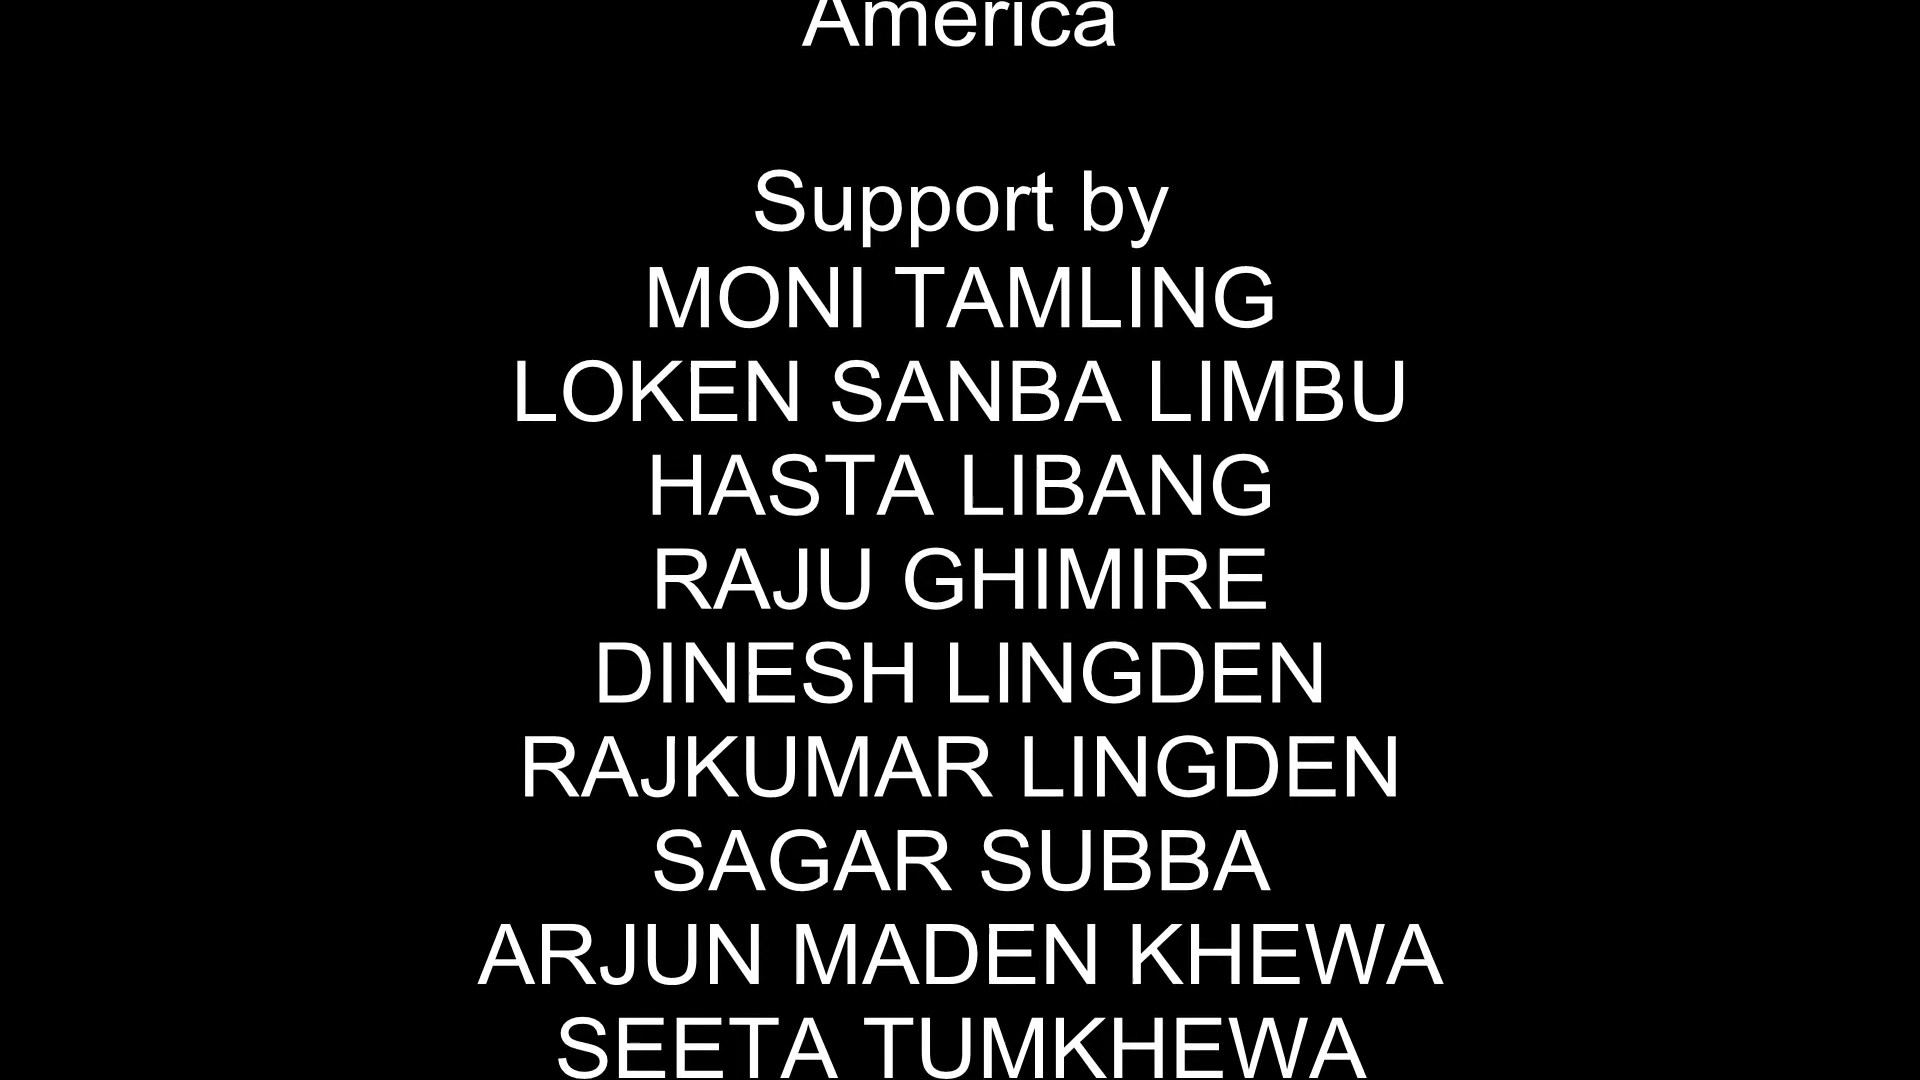 America
Support by
MONI TAMLING
LOKEN SANBA LIMBU
HASTA LIBANG
RAJU GHIMIRE
DINESH LINGDEN
RAJKUMAR LINGDEN
SAGAR SUBBA
ARJUN MADEN KHEWA
SEETA TUMKHEWA